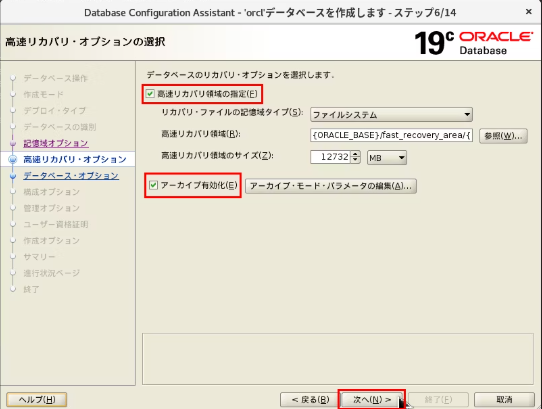 Database Configuration Assistant - 'orcl'データベースを作成します - ステップ6/14
高速リカバリ・オプションの選択
19c ORACLE
Database
データベース操作
作成モード
デプロイ・タイプ
データベースの識別
記憶域オプション
高速リカバリ・オプション
データベース・オプション
構成オプション
管理オプション
ユーザー資格証明
作成オプション
サマリー
進行状況ページ
終了
データベースのリカバリ・オプションを選択します。
高速リカバリ領域の指定(F)
リカバリ・ファイルの記憶域タイプ(S): ファイルシステム
高速リカバリ領域(R): {ORACLE_BASE}/fast_recovery_area/{ 参照(W)...
高速リカバリ領域のサイズ(Z): 12732 MB
アーカイブ有効化(E) アーカイブ・モード・パラメータの編集(A)...
ヘルプ(H) < 戻る(B) 次へ(N) > 終了(F) 取消